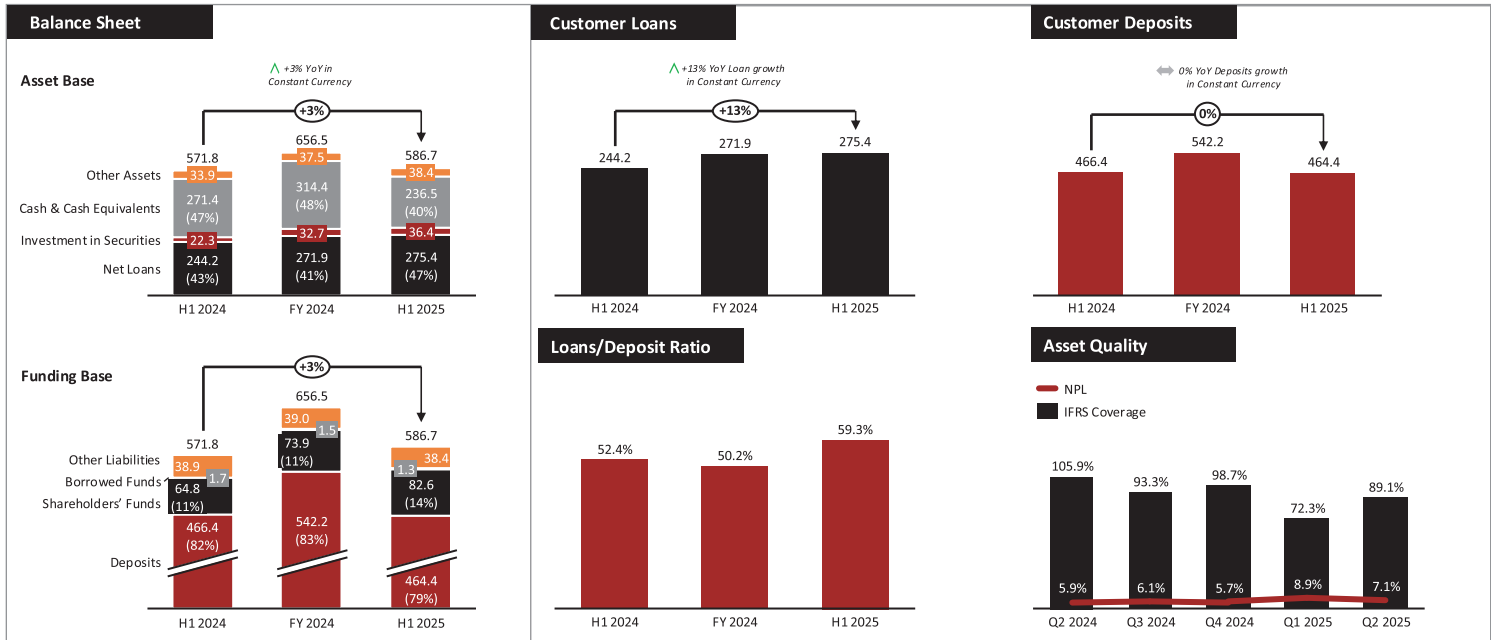 Balance Sheet
Asset Base
+3% YoY in
Constant Currency
+3%
571.8
656.5
586.7
Other Assets
33.9
37.5
38.4
Cash & Cash Equivalents
271.4
(47%)
314.4
(48%)
236.5
(40%)
Investment in Securities
22.3
32.7
36.4
Net Loans
244.2
(43%)
271.9
(41%)
275.4
(47%)
H1 2024
FY 2024
H1 2025
Funding Base
+3%
571.8
656.5
586.7
Other Liabilities
38.9
39.0
38.4
Borrowed Funds
1.7
1.5
1.3
Shareholders’ Funds
64.8
(11%)
73.9
(11%)
82.6
(14%)
Deposits
466.4
(82%)
542.2
(83%)
464.4
(79%)
H1 2024
FY 2024
H1 2025
Customer Loans
+13% YoY Loan growth
in Constant Currency
+13%
244.2
271.9
275.4
H1 2024
FY 2024
H1 2025
Loans/Deposit Ratio
52.4%
50.2%
59.3%
H1 2024
FY 2024
H1 2025
Customer Deposits
0% YoY Deposits growth
in Constant Currency
0%
466.4
542.2
464.4
H1 2024
FY 2024
H1 2025
Asset Quality
NPL
IFRS Coverage
105.9%
93.3%
98.7%
72.3%
89.1%
5.9%
6.1%
5.7%
8.9%
7.1%
Q2 2024
Q3 2024
Q4 2024
Q1 2025
Q2 2025